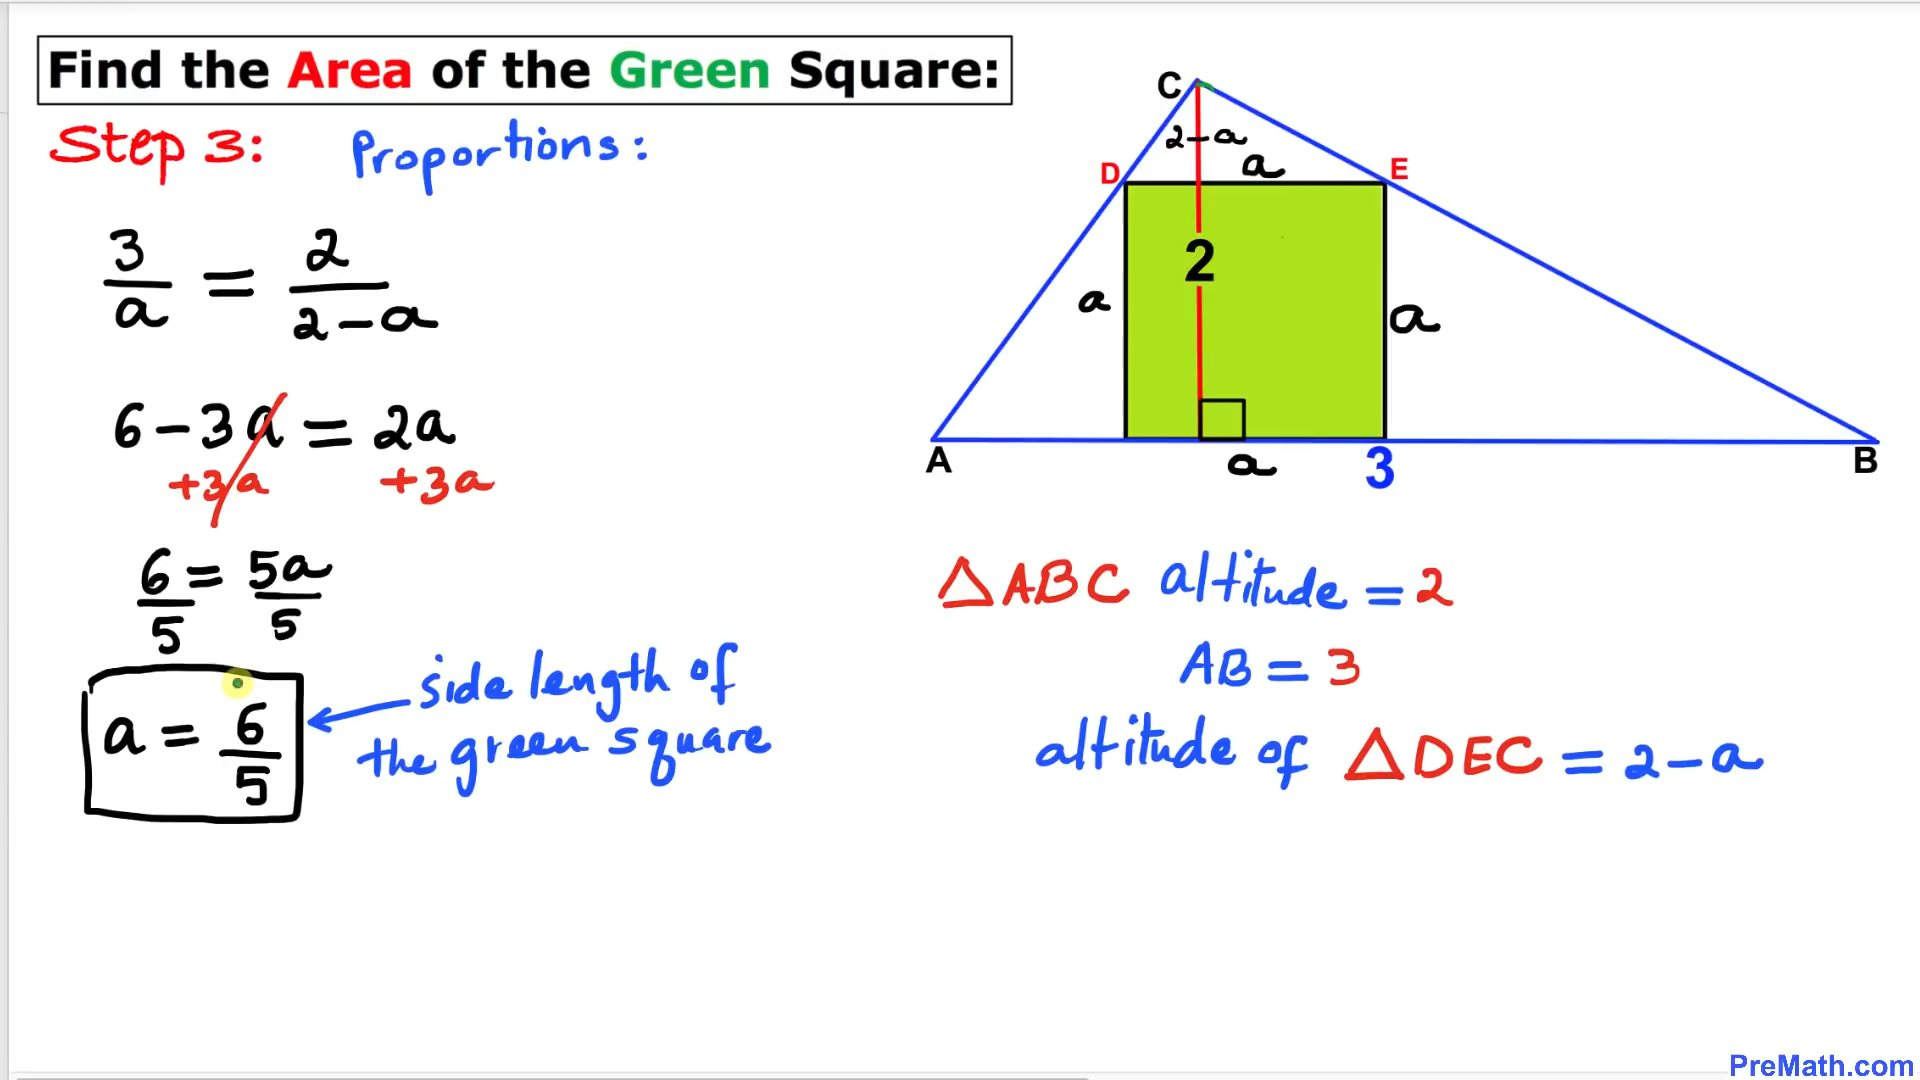 Find the Area of the Green Square:
Step 3: Proportions:
3/a = 2/(2-a)
6-3a = 2a
+3a +3a
6/5 = 5a/5
a = 6/5
side length of
the green square
C
2-a
a
D
E
2
a
a
A
a
3
B
△ABC altitude = 2
AB = 3
altitude of △DEC = 2-a
PreMath.com